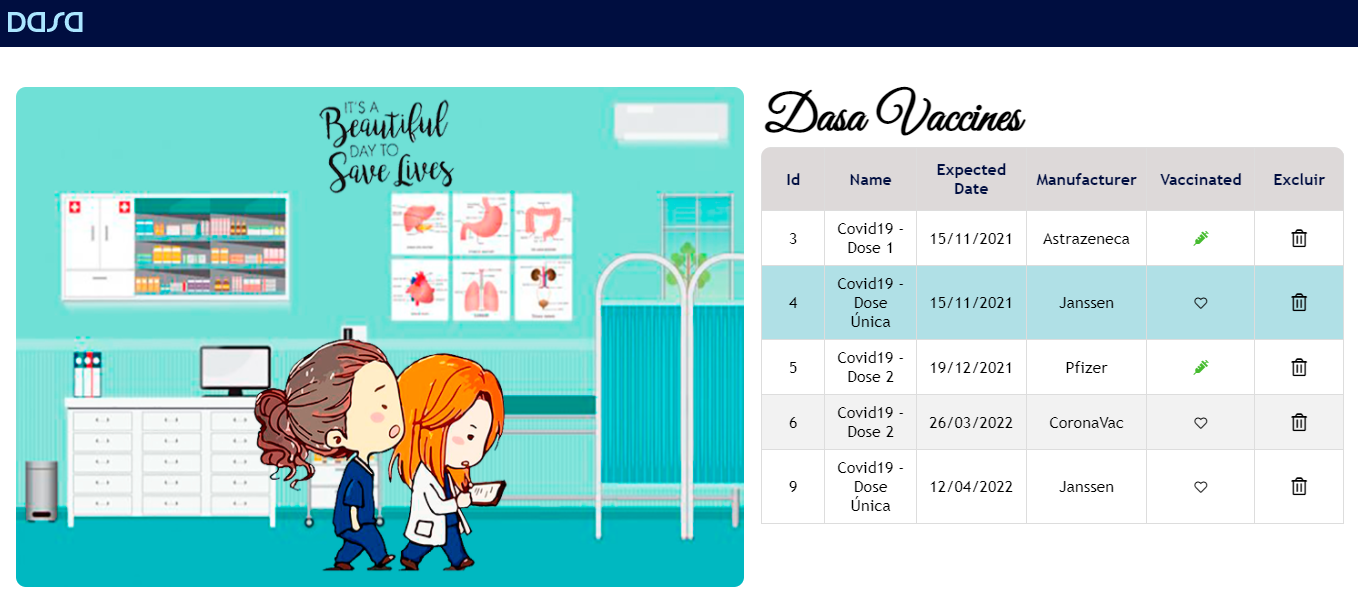 DASA
IT'S A
Beautiful
DAY TO
Save Lives
Dasa Vaccines
Id Name Expected Date Manufacturer Vaccinated Excluir
3 Covid19 - Dose 1 15/11/2021 Astrazeneca
4 Covid19 - Dose Única 15/11/2021 Janssen
5 Covid19 - Dose 2 19/12/2021 Pfizer
6 Covid19 - Dose 2 26/03/2022 CoronaVac
9 Covid19 - Dose Única 12/04/2022 Janssen